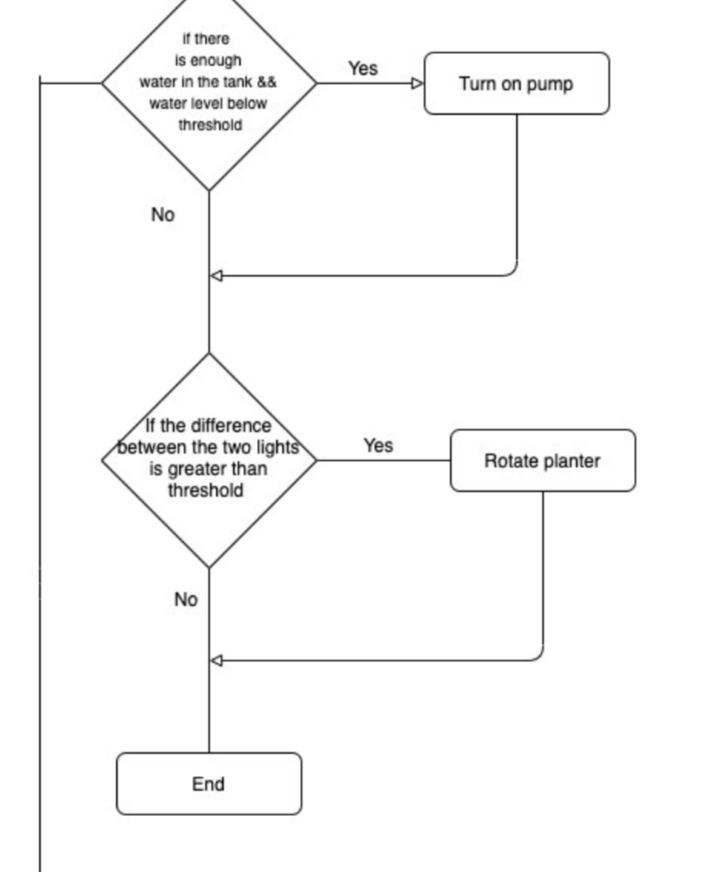 if there
is enough
water in the tank &&
water level below
threshold
Yes
Turn on pump
No
If the difference
between the two lights
is greater than
threshold
Yes
Rotate planter
No
End